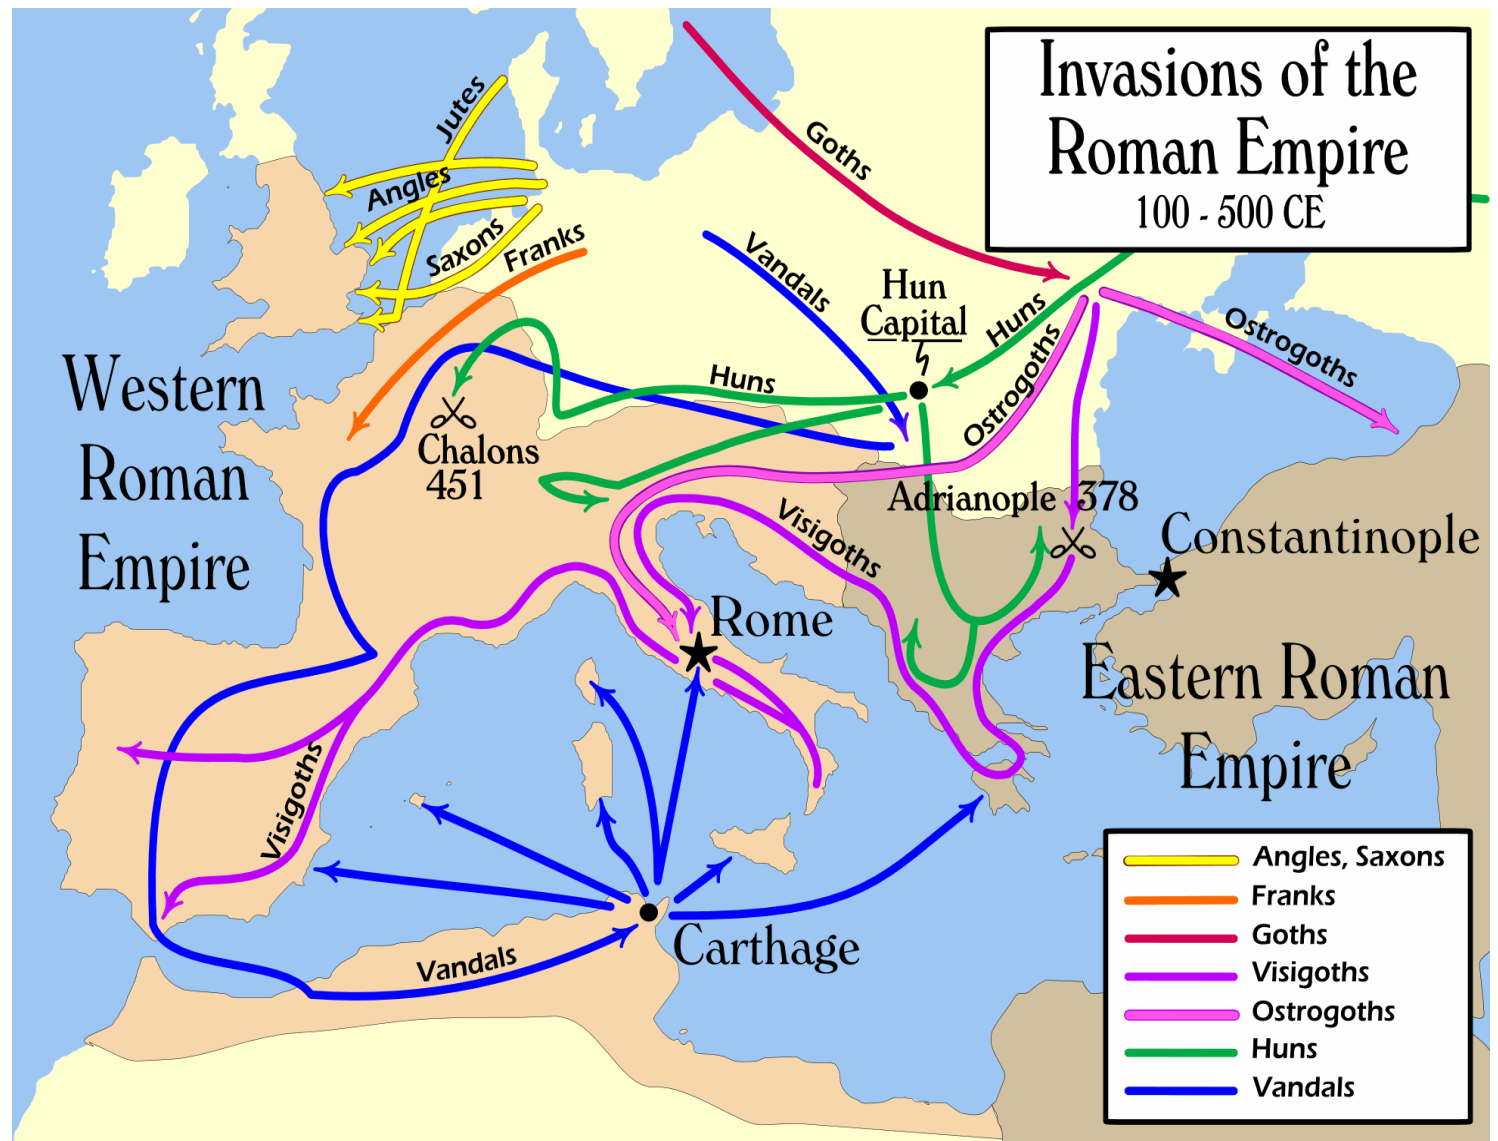 Invasions of the
Roman Empire
100 - 500 CE
Jutes
Angles
Saxons
Franks
Goths
Vandals
Hun
Capital
Huns
Ostrogoths
Ostrogoths
Huns
Western
Roman
Empire
Chalons
451
Adrianople 378
Visigoths
Constantinople
Rome
Eastern Roman
Empire
Visigoths
Carthage
Vandals
Angles, Saxons
Franks
Goths
Visigoths
Ostrogoths
Huns
Vandals